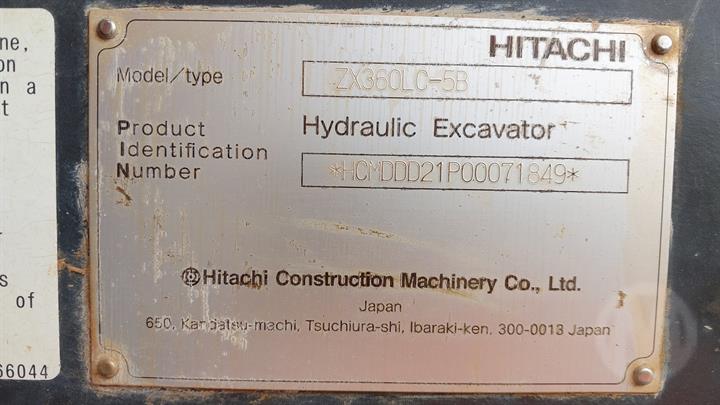 HITACHI
Model/type ZX360LC-5B
Hydraulic Excavator
Product
Identification
Number
*HCMDDD21P00071849*
Hitachi Construction Machinery Co., Ltd.
Japan
650, Kandatsu-machi, Tsuchiura-shi, Ibaraki-ken, 300-0013 Japan
ne,
on
n a
t
r
s
of
66044